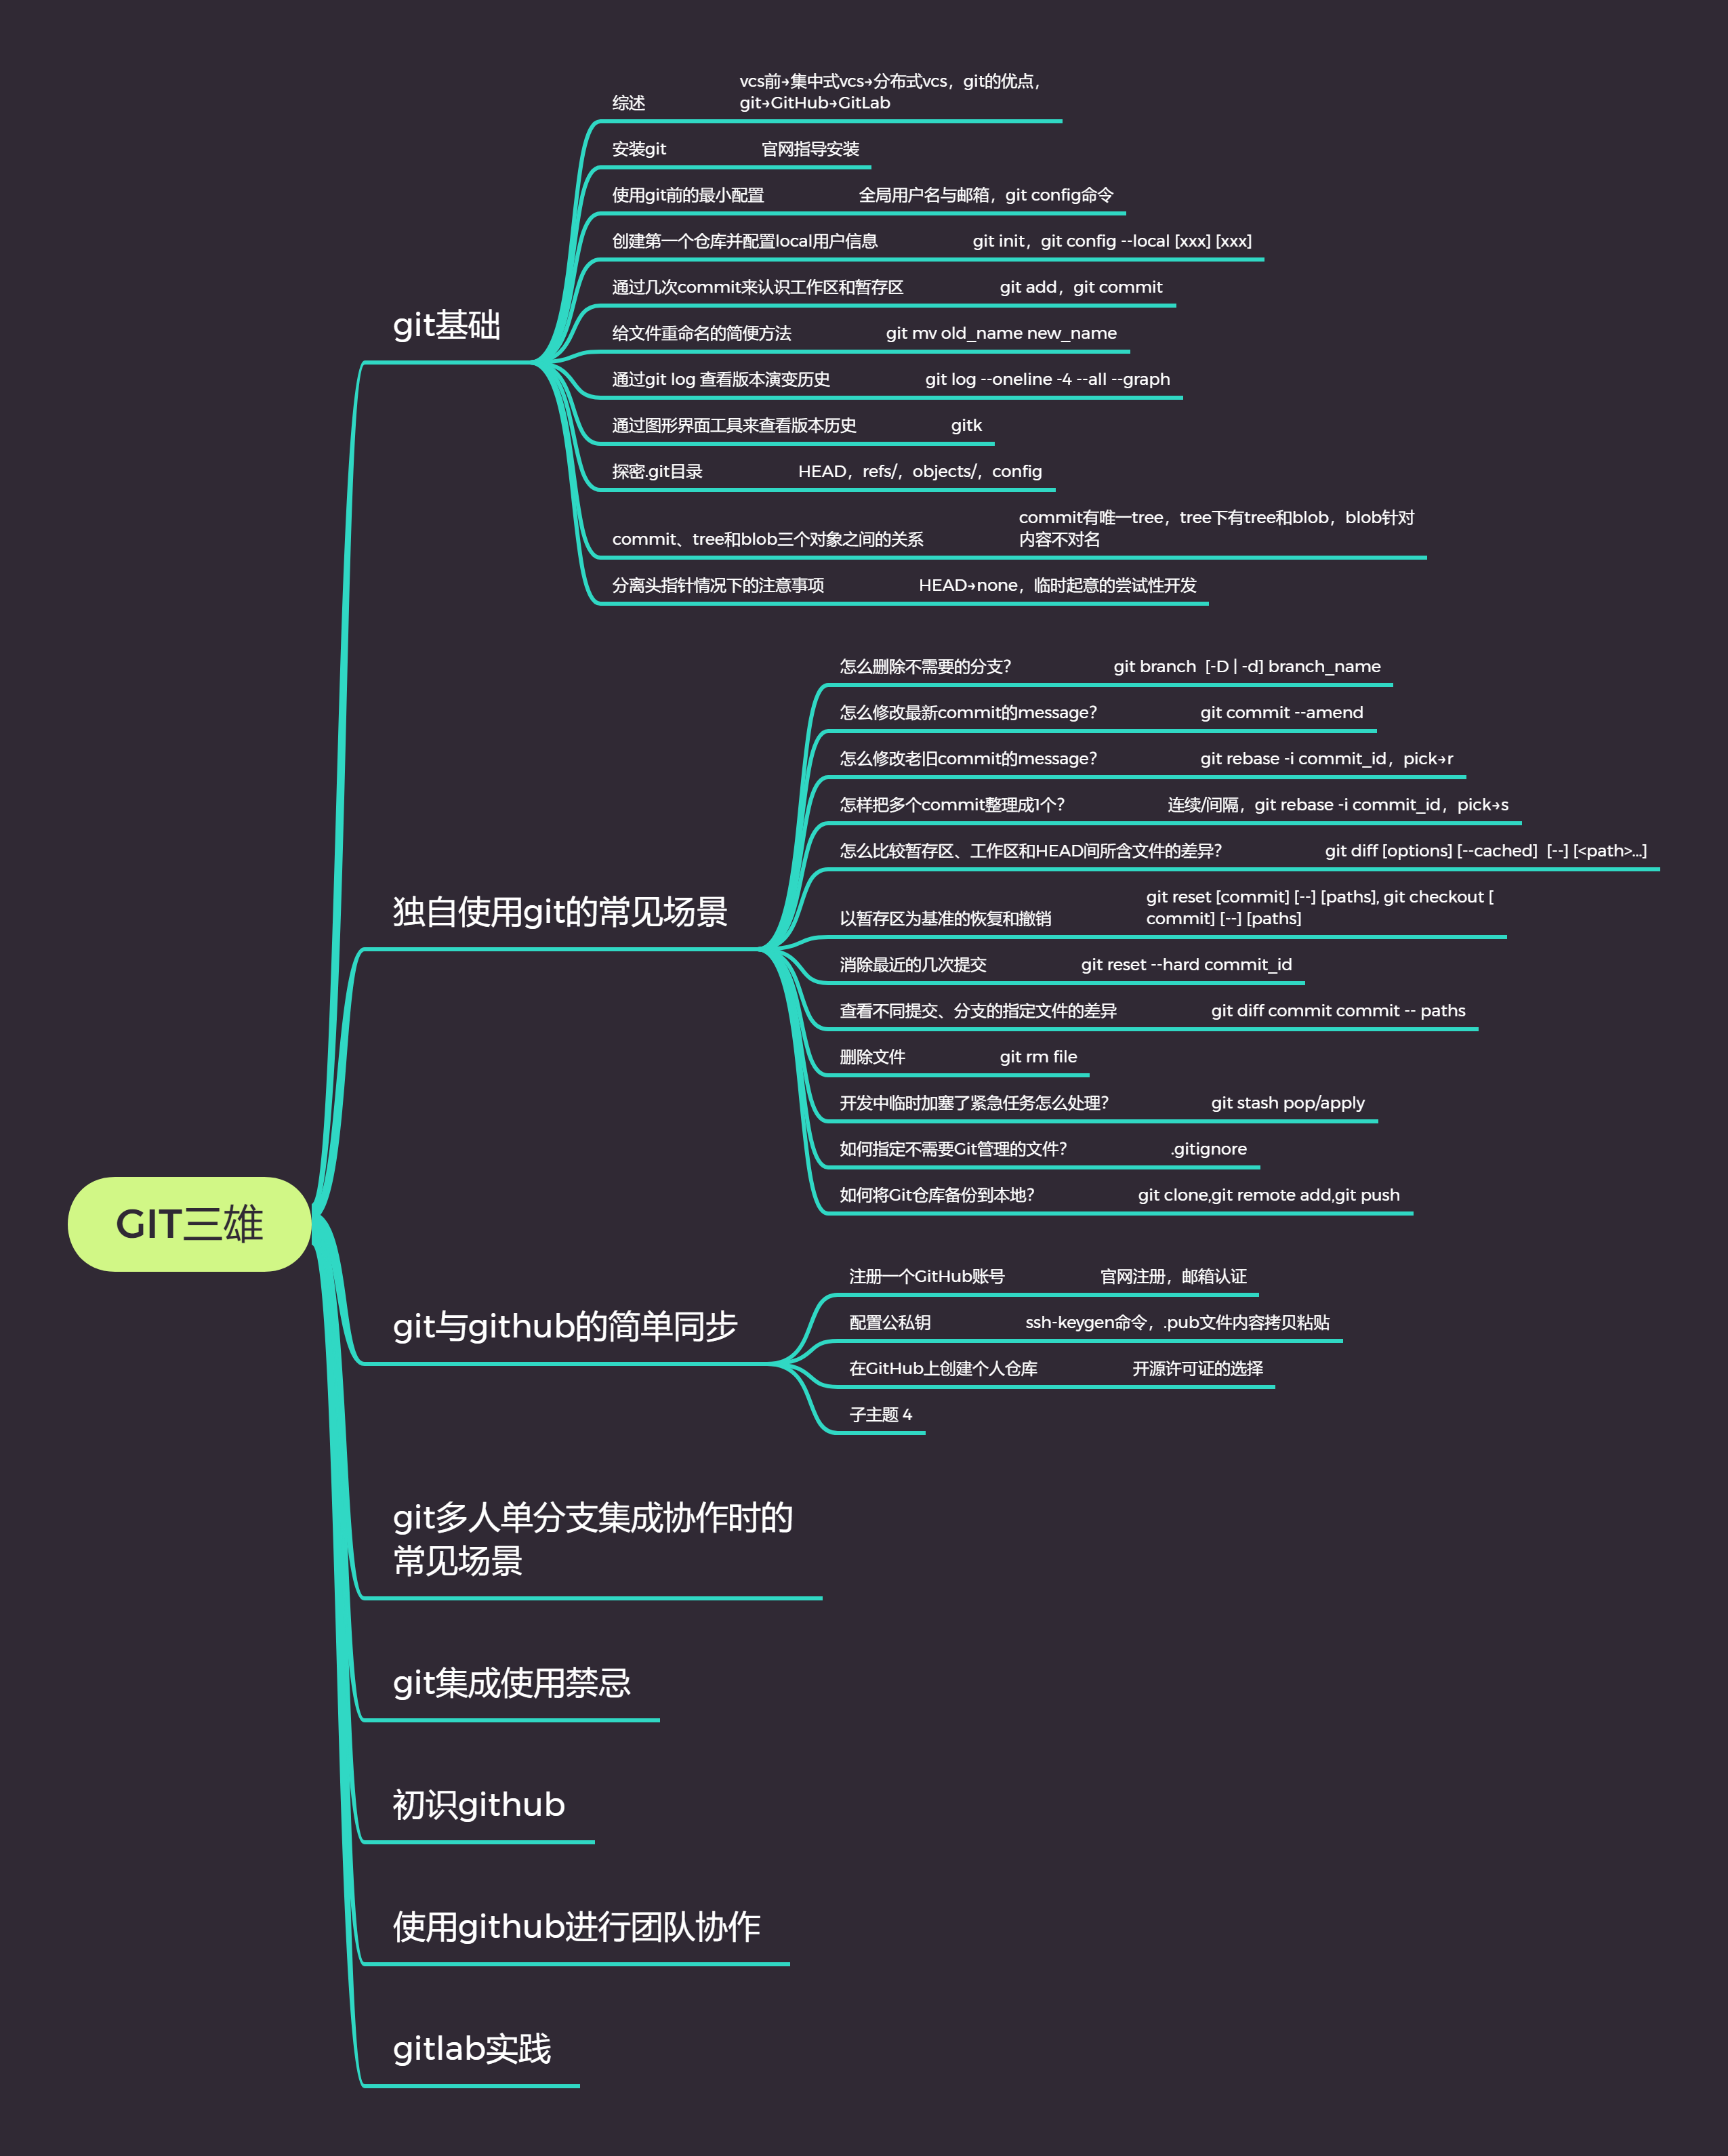 vcs前→集中式vcs→分布式vcs，git的优点，
综述 git→GitHub→GitLab
安装git 官网指导安装
使用git前的最小配置 全局用户名与邮箱，git config命令
创建第一个仓库并配置local用户信息 git init，git config --local [xxx] [xxx]
通过几次commit来认识工作区和暂存区 git add，git commit
git基础
给文件重命名的简便方法 git mv old_name new_name
通过git log 查看版本演变历史 git log --oneline -4 --all --graph
通过图形界面工具来查看版本历史 gitk
探密.git目录 HEAD，refs/，objects/，config
commit有唯一tree，tree下有tree和blob，blob针对
commit、tree和blob三个对象之间的关系 内容不对名
分离头指针情况下的注意事项 HEAD→none，临时起意的尝试性开发
怎么删除不需要的分支？ git branch  [-D | -d] branch_name
怎么修改最新commit的message？ git commit --amend
怎么修改老旧commit的message？ git rebase -i commit_id，pick→r
怎样把多个commit整理成1个？ 连续/间隔，git rebase -i commit_id，pick→s
怎么比较暂存区、工作区和HEAD间所含文件的差异？ git diff [options] [--cached]  [--] [<path>...]
独自使用git的常见场景
git reset [commit] [--] [paths], git checkout [
以暂存区为基准的恢复和撤销 commit] [--] [paths]
消除最近的几次提交 git reset --hard commit_id
查看不同提交、分支的指定文件的差异 git diff commit commit -- paths
删除文件 git rm file
开发中临时加塞了紧急任务怎么处理？ git stash pop/apply
如何指定不需要Git管理的文件？ .gitignore
如何将Git仓库备份到本地？ git clone,git remote add,git push
GIT三雄
注册一个GitHub账号 官网注册，邮箱认证
配置公私钥 ssh-keygen命令，.pub文件内容拷贝粘贴
git与github的简单同步
在GitHub上创建个人仓库 开源许可证的选择
子主题 4
git多人单分支集成协作时的
常见场景
git集成使用禁忌
初识github
使用github进行团队协作
gitlab实践